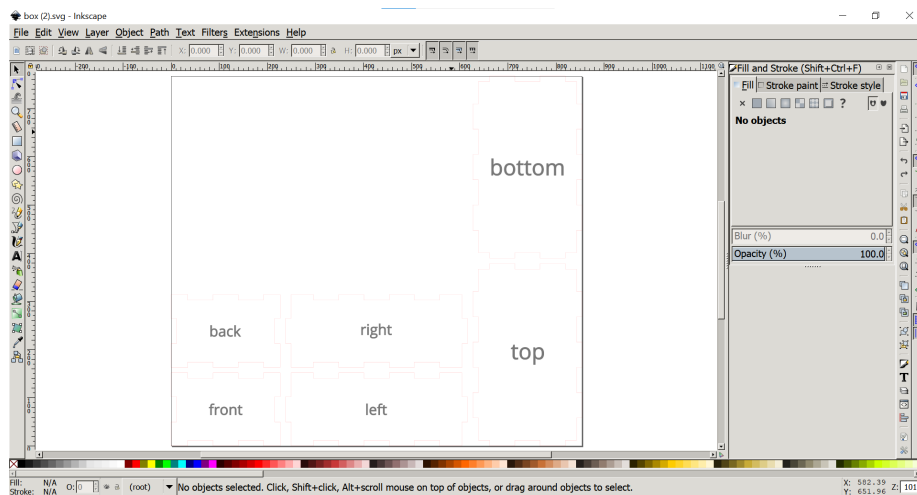 box (2).svg - Inkscape
File Edit View Layer Object Path Text Filters Extensions Help
X: 0.000 Y: 0.000 W: 0.000 H: 0.000 px
Fill and Stroke (Shift+Ctrl+F)
Fill Stroke paint Stroke style
No objects
bottom
Blur (%) 0.0
Opacity (%) 100.0
back
right
top
front
left
Fill: N/A
Stroke: N/A
O: 0
(root)
No objects selected. Click, Shift+click, Alt+scroll mouse on top of objects, or drag around objects to select.
X: 582.39
Y: 651.96
Z: 101